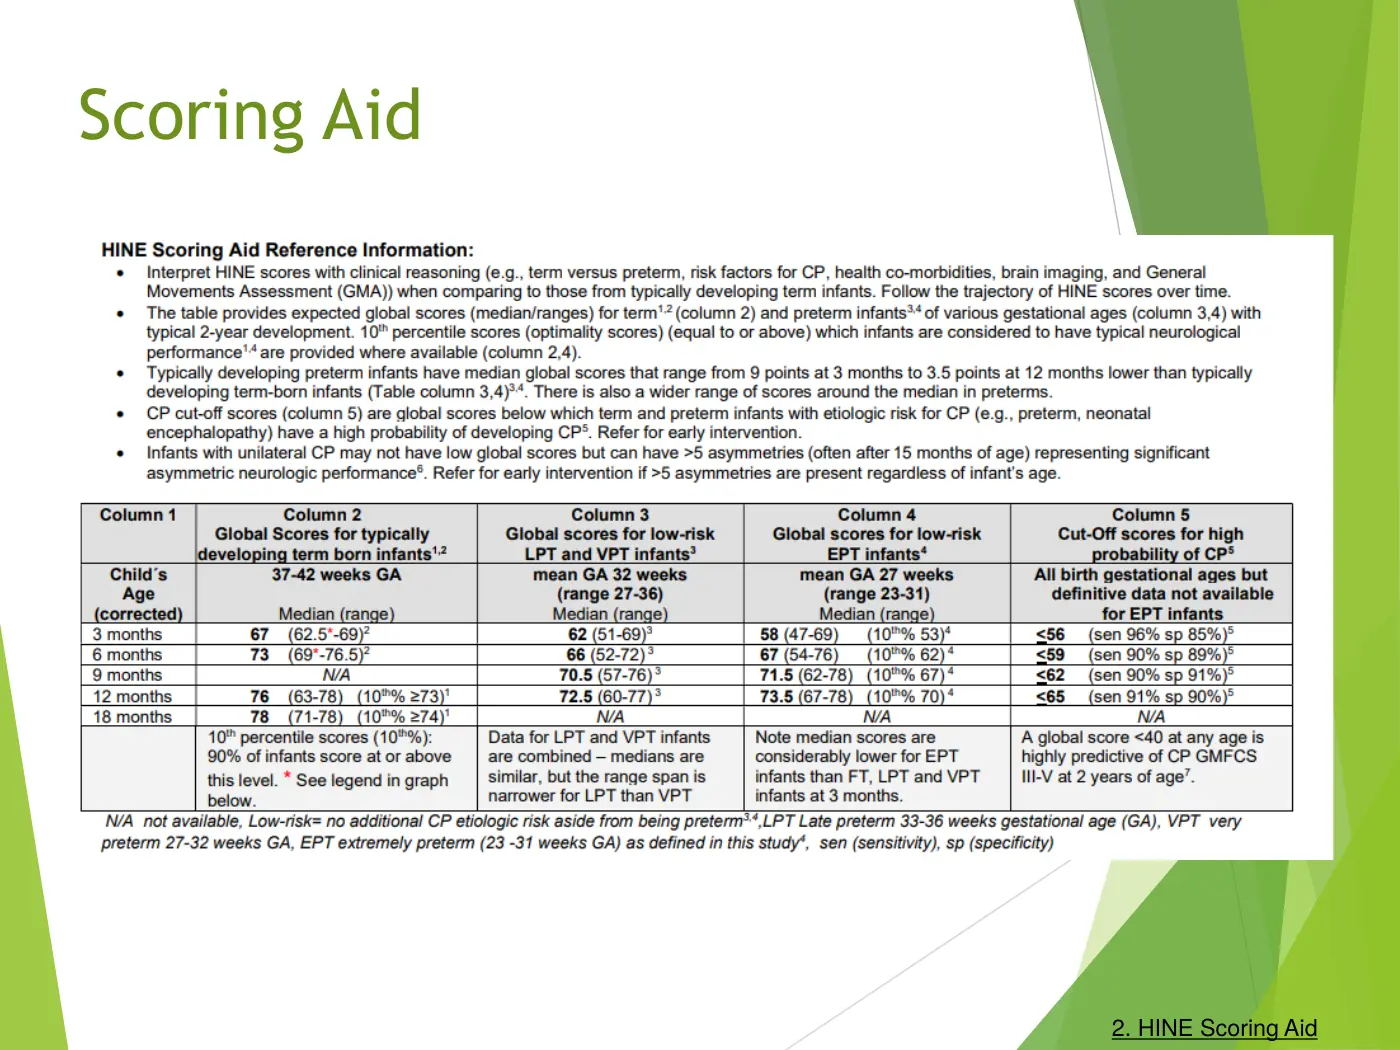 Scoring Aid
HINE Scoring Aid Reference Information:
• Interpret HINE scores with clinical reasoning (e.g., term versus preterm, risk factors for CP, health co-morbidities, brain imaging, and General
Movements Assessment (GMA)) when comparing to those from typically developing term infants. Follow the trajectory of HINE scores over time.
• The table provides expected global scores (median/ranges) for term1,2 (column 2) and preterm infants3,4 of various gestational ages (column 3,4) with
typical 2-year development. 10th percentile scores (optimality scores) (equal to or above) which infants are considered to have typical neurological
performance1,4 are provided where available (column 2,4).
• Typically developing preterm infants have median global scores that range from 9 points at 3 months to 3.5 points at 12 months lower than typically
developing term-born infants (Table column 3,4)3,4. There is also a wider range of scores around the median in preterms.
• CP cut-off scores (column 5) are global scores below which term and preterm infants with etiologic risk for CP (e.g., preterm, neonatal
encephalopathy) have a high probability of developing CP5. Refer for early intervention.
• Infants with unilateral CP may not have low global scores but can have >5 asymmetries (often after 15 months of age) representing significant
asymmetric neurologic performance6. Refer for early intervention if >5 asymmetries are present regardless of infant's age.
Column 1 Column 2 Column 3 Column 4 Column 5
Global Scores for typically Global scores for low-risk Global scores for low-risk Cut-Off scores for high
developing term born infants1,2 LPT and VPT infants3 EPT infants4 probability of CP5
Child´s 37-42 weeks GA mean GA 32 weeks mean GA 27 weeks All birth gestational ages but
Age (range 27-36) (range 23-31) definitive data not available
(corrected) Median (range) Median (range) Median (range) for EPT infants
3 months 67 (62.5*-69)2 62 (51-69)3 58 (47-69) (10th% 53)4 ≤56 (sen 96% sp 85%)5
6 months 73 (69*-76.5)2 66 (52-72) 3 67 (54-76) (10th% 62) 4 ≤59 (sen 90% sp 89%)5
9 months N/A 70.5 (57-76) 3 71.5 (62-78) (10th% 67) 4 ≤62 (sen 90% sp 91%)5
12 months 76 (63-78) (10th% ≥73)1 72.5 (60-77) 3 73.5 (67-78) (10th% 70) 4 ≤65 (sen 91% sp 90%)5
18 months 78 (71-78) (10th% ≥74)1 N/A N/A N/A
10th percentile scores (10th%): Data for LPT and VPT infants Note median scores are A global score <40 at any age is
90% of infants score at or above are combined – medians are considerably lower for EPT highly predictive of CP GMFCS
this level. * See legend in graph similar, but the range span is infants than FT, LPT and VPT III-V at 2 years of age7.
below. narrower for LPT than VPT infants at 3 months.
N/A not available, Low-risk= no additional CP etiologic risk aside from being preterm3,4,LPT Late preterm 33-36 weeks gestational age (GA), VPT very
preterm 27-32 weeks GA, EPT extremely preterm (23 -31 weeks GA) as defined in this study4, sen (sensitivity), sp (specificity)
2. HINE Scoring Aid